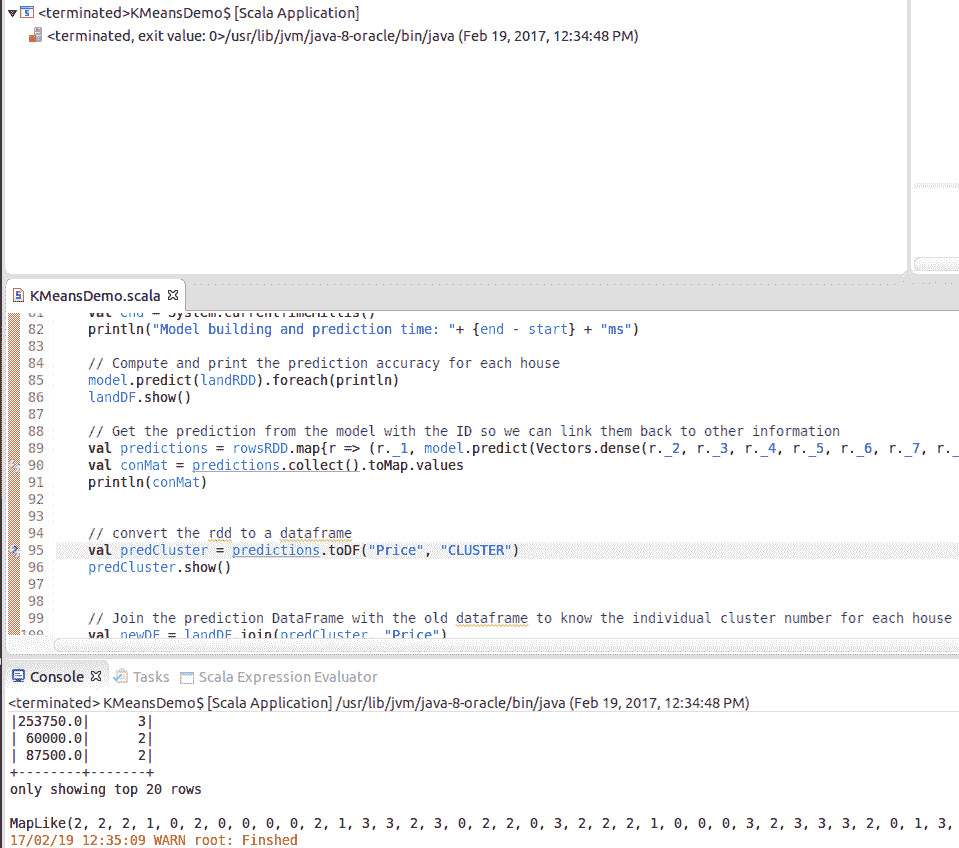 <terminated>KMeansDemo$ [Scala Application]
<terminated, exit value: 0>/usr/lib/jvm/java-8-oracle/bin/java (Feb 19, 2017, 12:34:48 PM)
KMeansDemo.scala
81 val end = System.currentTimeMillis()
82 println("Model building and prediction time: "+ {end - start} + "ms")
83
84 // Compute and print the prediction accuracy for each house
85 model.predict(landRDD).foreach(println)
86 landDF.show()
87
88 // Get the prediction from the model with the ID so we can link them back to other information
89 val predictions = rowsRDD.map{r => (r._1, model.predict(Vectors.dense(r._2, r._3, r._4, r._5, r._6, r._7, r._
90 val conMat = predictions.collect().toMap.values
91 println(conMat)
92
93
94 // convert the rdd to a dataframe
95 val predCluster = predictions.toDF("Price", "CLUSTER")
96 predCluster.show()
97
98
99 // Join the prediction DataFrame with the old dataframe to know the individual cluster number for each house
100 val newDF = landDF.join(predCluster, "Price")
Console Tasks Scala Expression Evaluator
<terminated> KMeansDemo$ [Scala Application] /usr/lib/jvm/java-8-oracle/bin/java (Feb 19, 2017, 12:34:48 PM)
|253750.0|      3|
| 60000.0|      2|
| 87500.0|      2|
+--------+-------+
only showing top 20 rows
MapLike(2, 2, 2, 1, 0, 2, 0, 0, 0, 0, 2, 1, 3, 3, 2, 3, 0, 2, 2, 0, 3, 2, 2, 2, 1, 0, 0, 0, 3, 2, 3, 3, 3, 2, 0, 1, 3,
17/02/19 12:35:09 WARN root: Finshed